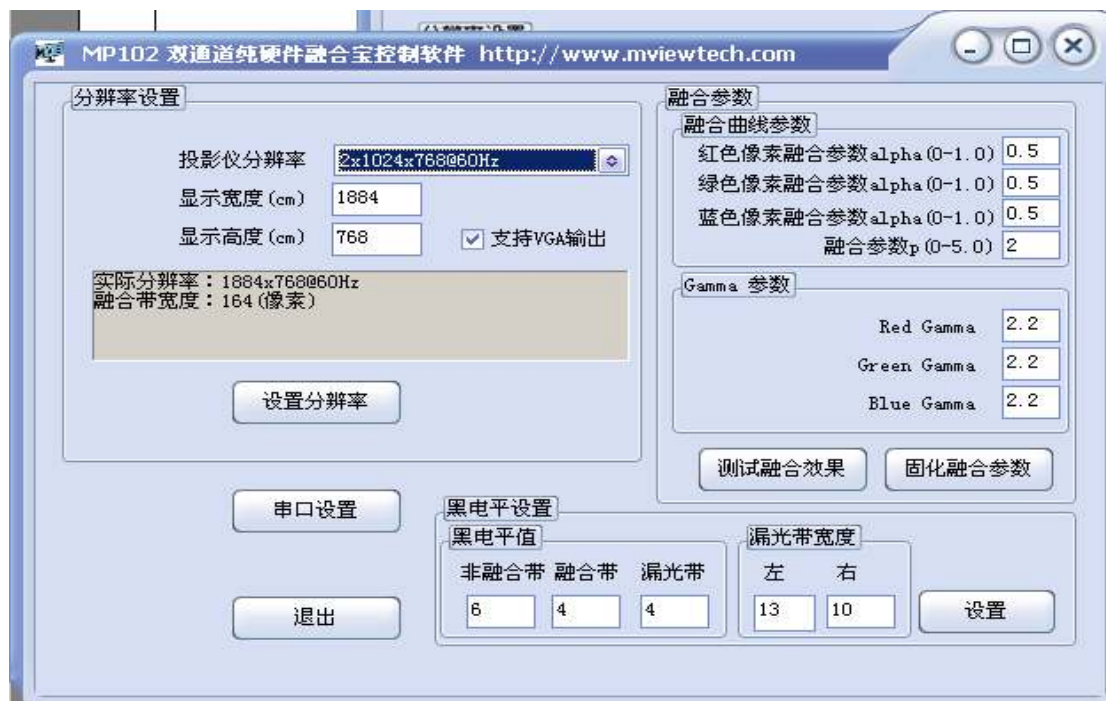 MP102 双通道纯硬件融合宝控制软件 http://www.mviewtech.com
分辨率设置
投影仪分辨率 2x1024x768@60Hz
显示宽度(cm) 1884
显示高度(cm) 768 支持VGA输出
实际分辨率：1884x768@60Hz
融合带宽度：164(像素)
设置分辨率
串口设置
退出
融合参数
融合曲线参数
红色像素融合参数alpha(0-1.0) 0.5
绿色像素融合参数alpha(0-1.0) 0.5
蓝色像素融合参数alpha(0-1.0) 0.5
融合参数p(0-5.0) 2
Gamma 参数
Red Gamma 2.2
Green Gamma 2.2
Blue Gamma 2.2
测试融合效果 固化融合参数
黑电平设置
黑电平值
非融合带 融合带 漏光带
6 4 4
漏光带宽度
左 右
13 10
设置